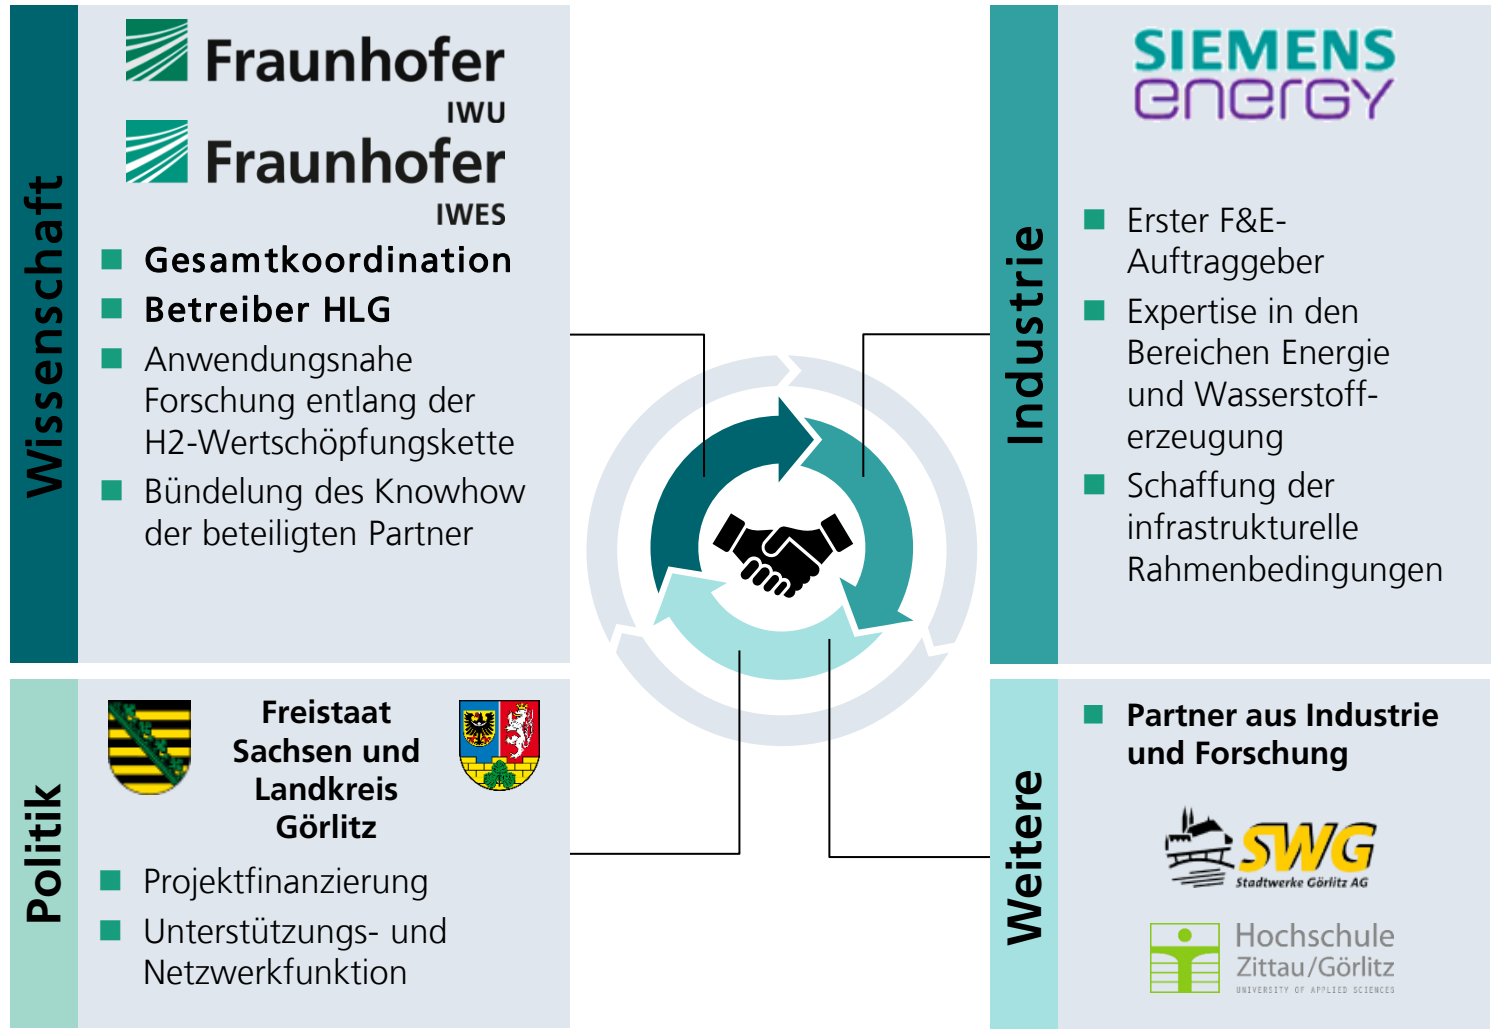 Wissenschaft
Fraunhofer
IWU
Fraunhofer
IWES
Gesamtkoordination
Betreiber HLG
Anwendungsnahe
Forschung entlang der
H2-Wertschöpfungskette
Bündelung des Knowhow
der beteiligten Partner
Industrie
SIEMENS
energy
Erster F&E-
Auftraggeber
Expertise in den
Bereichen Energie
und Wasserstoff-
erzeugung
Schaffung der
infrastrukturelle
Rahmenbedingungen
Politik
Freistaat
Sachsen und
Landkreis
Görlitz
Projektfinanzierung
Unterstützungs- und
Netzwerkfunktion
Weitere
Partner aus Industrie
und Forschung
SWG
Stadtwerke Görlitz AG
Hochschule
Zittau/Görlitz
UNIVERSITY OF APPLIED SCIENCES